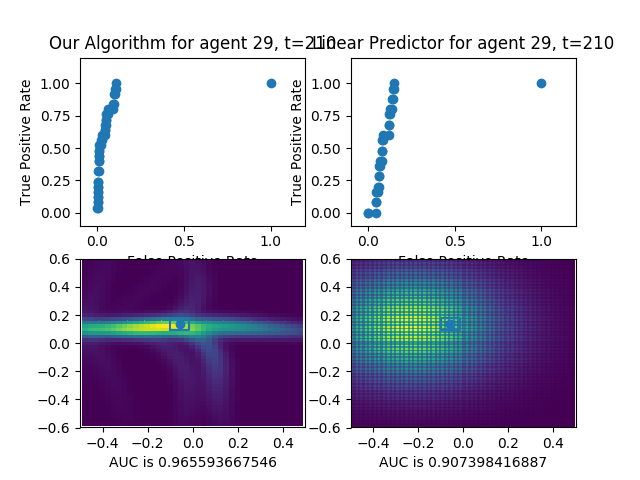 Our Algorithm for agent 29, t=210
Linear Predictor for agent 29, t=210
True Positive Rate
1.00
0.75
0.50
0.25
0.00
0.0 0.5 1.0
False Positive Rate
True Positive Rate
1.00
0.75
0.50
0.25
0.00
0.0 0.5 1.0
False Positive Rate
0.6
0.4
0.2
0.0
−0.2
−0.4
−0.6
−0.4 −0.2 0.0 0.2 0.4
AUC is 0.965593667546
0.6
0.4
0.2
0.0
−0.2
−0.4
−0.6
−0.4 −0.2 0.0 0.2 0.4
AUC is 0.907398416887